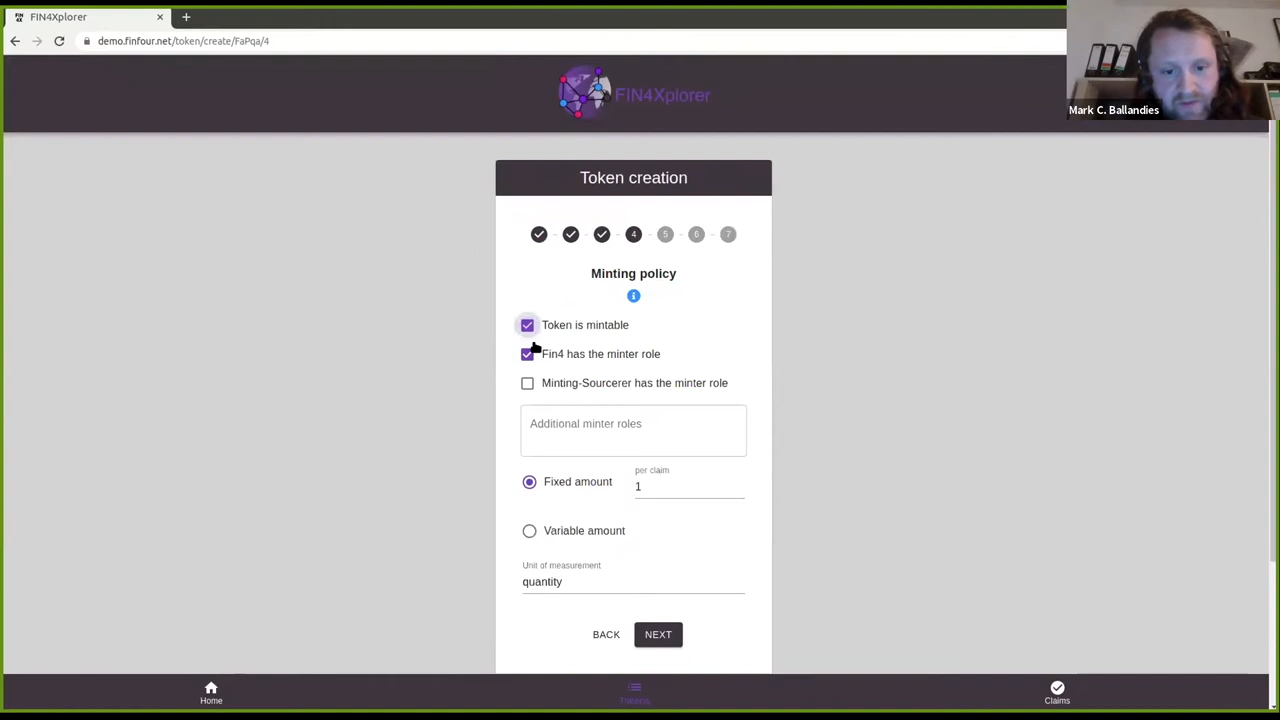 FIN4Xplorer
demo.finfour.net/token/create/FaPqa/4
Mark C. Ballandies
FIN4Xplorer
Token creation
4
5
6
7
Minting policy
Token is mintable
Fin4 has the minter role
Minting-Sourcerer has the minter role
Additional minter roles
Fixed amount
per claim
1
Variable amount
Unit of measurement
quantity
BACK
NEXT
Home
Tokens
Claims